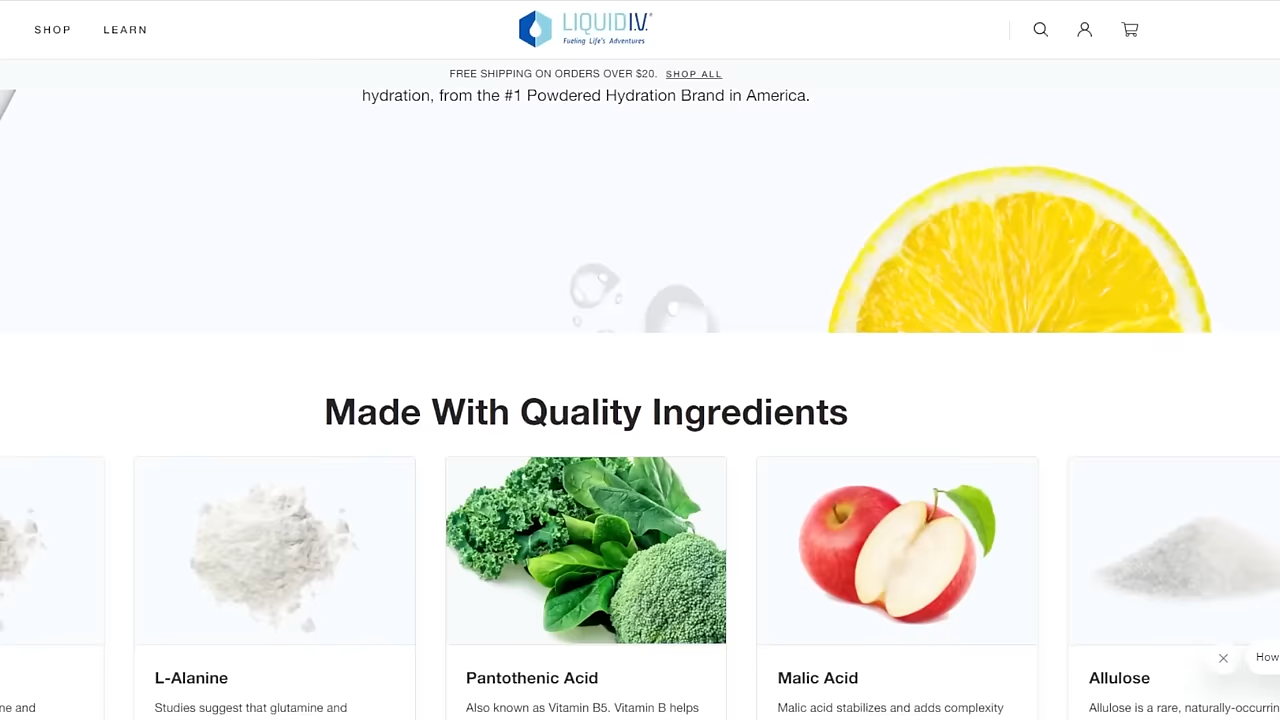 SHOP
LEARN
LIQUID I.V.
Fueling Life's Adventures
FREE SHIPPING ON ORDERS OVER $20. SHOP ALL
hydration, from the #1 Powdered Hydration Brand in America.
Made With Quality Ingredients
L-Alanine
Pantothenic Acid
Malic Acid
Allulose
How
ne and
Studies suggest that glutamine and
Also known as Vitamin B5. Vitamin B helps
Malic acid stabilizes and adds complexity
Allulose is a rare, naturally-occurrin